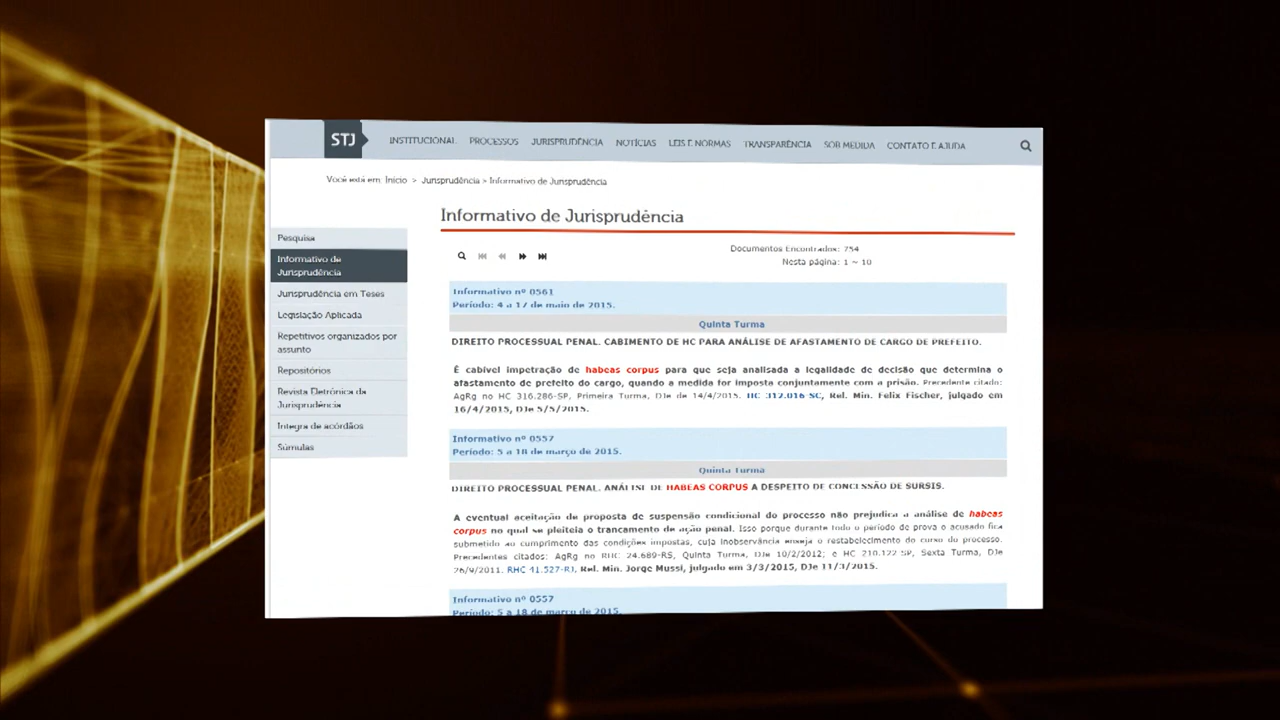 STJ INSTITUCIONAL PROCESSOS JURISPRUDÊNCIA NOTÍCIAS LEIS E NORMAS TRANSPARÊNCIA SOB MEDIDA CONTATO E AJUDA
Você está em: Início > Jurisprudência > Informativo de Jurisprudência
Informativo de Jurisprudência
Pesquisa
Informativo de
Jurisprudência
Jurisprudência em Teses
Legislação Aplicada
Repetitivos organizados por
assunto
Repositórios
Revista Eletrônica da
Jurisprudência
Íntegra de acórdãos
Súmulas
Documentos Encontrados: 754
Nesta página: 1 ~ 10
Informativo nº 0561
Período: 4 a 17 de maio de 2015.
Quinta Turma
DIREITO PROCESSUAL PENAL. CABIMENTO DE HC PARA ANÁLISE DE AFASTAMENTO DE CARGO DE PREFEITO.
É cabível impetração de habeas corpus para que seja analisada a legalidade de decisão que determina o
afastamento de prefeito do cargo, quando a medida for imposta conjuntamente com a prisão. Precedente citado:
AgRg no HC 316.286-SP, Primeira Turma, DJe de 14/4/2015. HC 312.016-SC, Rel. Min. Felix Fischer, julgado em
16/4/2015, DJe 5/5/2015.
Informativo nº 0557
Período: 5 a 18 de março de 2015.
Quinta Turma
DIREITO PROCESSUAL PENAL. ANÁLISE DE HABEAS CORPUS A DESPEITO DE CONCESSÃO DE SURSIS.
A eventual aceitação de proposta de suspensão condicional do processo não prejudica a análise de habeas
corpus no qual se pleiteia o trancamento de ação penal. Isso porque durante todo o período de prova o acusado fica
submetido ao cumprimento das condições impostas, cuja inobservância enseja o restabelecimento do curso do processo.
Precedentes citados: AgRg no RHC 24.689-RS, Quinta Turma, DJe 10/2/2012; e HC 210.122-SP, Sexta Turma, DJe
26/9/2011. RHC 41.527-RJ, Rel. Min. Jorge Mussi, julgado em 3/3/2015, DJe 11/3/2015.
Informativo nº 0557
Período: 5 a 18 de março de 2015.